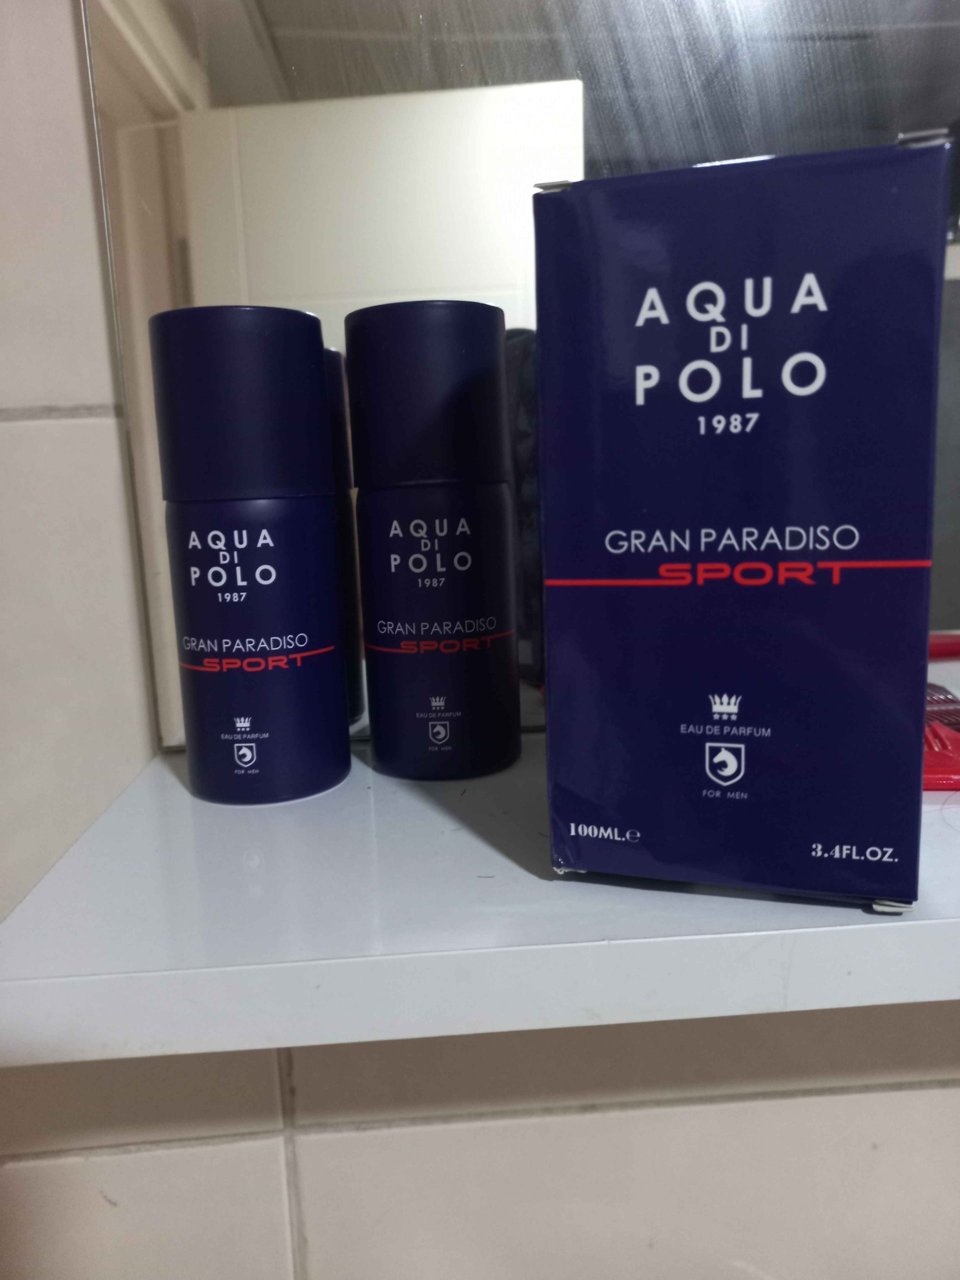 AQUA
DI
POLO
1987
GRAN PARADISO
SPORT
EAU DE PARFUM
FOR MEN
AQUA
DI
POLO
1987
GRAN PARADISO
SPORT
EAU DE PARFUM
FOR MEN
AQUA
DI
POLO
1987
GRAN PARADISO
SPORT
EAU DE PARFUM
FOR MEN
100ML.℮
3.4FL.OZ.